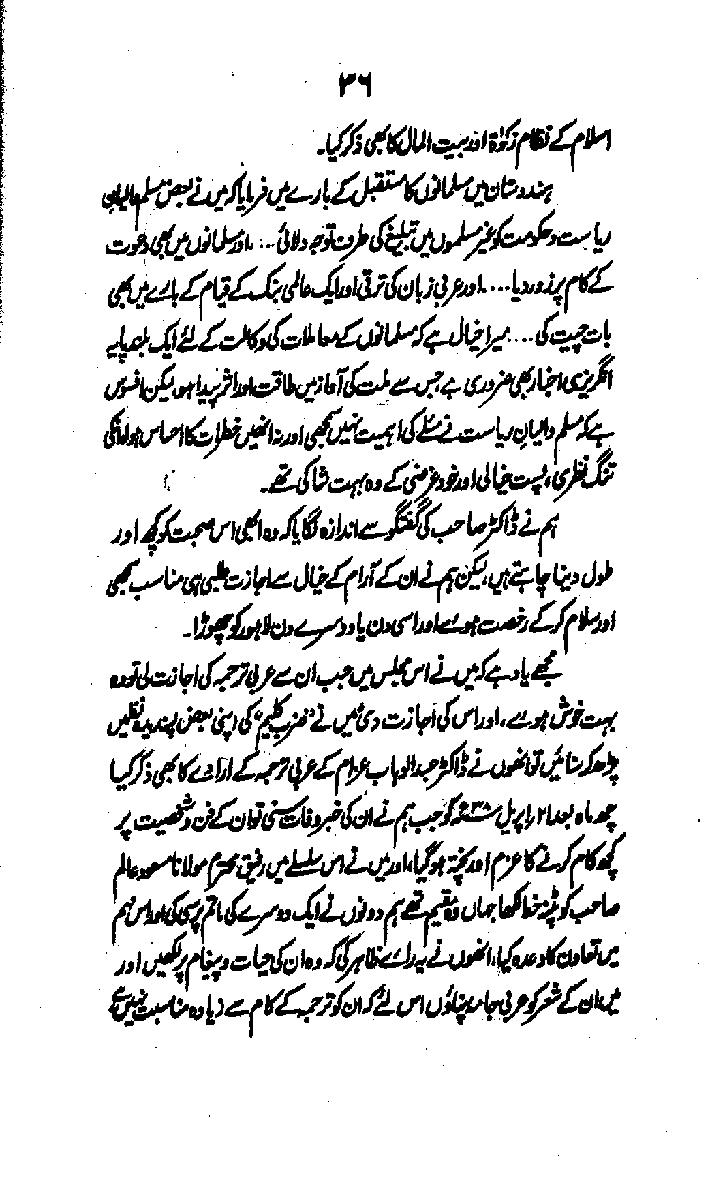 ۳۶
اسلام کے نظام زکوٰۃ اور بیت المال کا بھی ذکر کیا۔
ہندوستان میں مسلمانوں کا مستقبل کے بارے میں فرمایا کہ میں نے بعض مسلم والیان
ریاست و حکومت کو غیر مسلموں میں تبلیغ کی طرف توجہ دلائی .... اور مسلمانوں میں بھی دعوت
کے کام پر زور دیا .... اور عربی زبان کی ترقی اور ایک عالمی بینک کے قیام کے بارے میں بھی
بات چیت کی .... میرا خیال ہے کہ مسلمانوں کے معاملات کی وکالت کے لئے ایک بلند پایہ
انگریزی اخبار بھی ضروری ہے، جس سے ملت کی آواز میں طاقت اور اثر پیدا ہو، لیکن افسوس
ہے کہ مسلم والیان ریاست نے مسئلے کی اہمیت نہیں سمجھی اور نہ انھیں خطرات کا احساس ہوا، انکی
تنگ نظری، پست خیالی اور خود غرضی کے وہ بہت شاکی تھے۔
ہم نے ڈاکٹر صاحب کی گفتگو سے اندازہ لگایا کہ وہ ابھی اس صحبت کو کچھ اور
طول دینا چاہتے ہیں، لیکن ہم نے ان کے آرام کے خیال سے اجازت طلبی ہی مناسب سمجھی
اور سلام کر کے رخصت ہوے اور اسی دن یا دوسرے دن لاہور کو چھوڑا۔
مجھے یاد ہے کہ میں نے اس مجلس میں جب ان سے عربی ترجمہ کی اجازت لی تو وہ
بہت خوش ہوے، اور اس کی اجازت دی، میں نے "ضرب کلیم" کی اپنی بعض پسندیدہ نظمیں
پڑھ کر سنائیں تو انھوں نے ڈاکٹر عبدالوہاب عزام کے عربی ترجمہ کے ارادے کا بھی ذکر کیا
چھ ماہ بعد ۲۱؍ اپریل ۳۸ء کو جب ہم نے ان کی خبر وفات سنی تو ان کے فن و شخصیت پر
کچھ کام کرنے کا عزم اور پختہ ہو گیا، اور میں نے اس سلسلے میں رفیق محترم مولانا مسعود عالم
صاحب کو پٹنہ خط لکھا جہاں وہ مقیم تھے ہم دونوں نے ایک دوسرے کی ماتم پرسی کی اور اس مہم
میں تعاون کا وعدہ کیا، انھوں نے یہ رائے ظاہر کی کہ وہ ان کی حیات و پیغام پر لکھیں اور
میں ان کے شعر کو عربی جامہ پہناؤں اس لئے کہ ان کو ترجمہ کے کام سے زیادہ مناسبت نہیں ہے